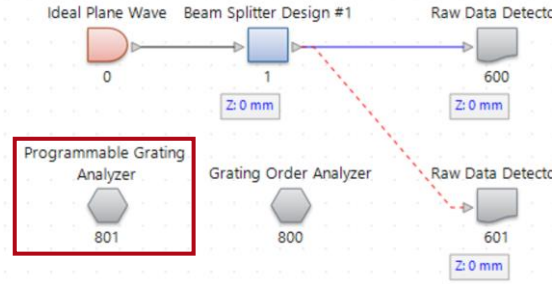 Ideal Plane Wave Beam Splitter Design #1 Raw Data Detecto
0 1 600
Z: 0 mm Z: 0 mm
Programmable Grating
Analyzer Grating Order Analyzer Raw Data Detecto
801 800 601
Z: 0 mm